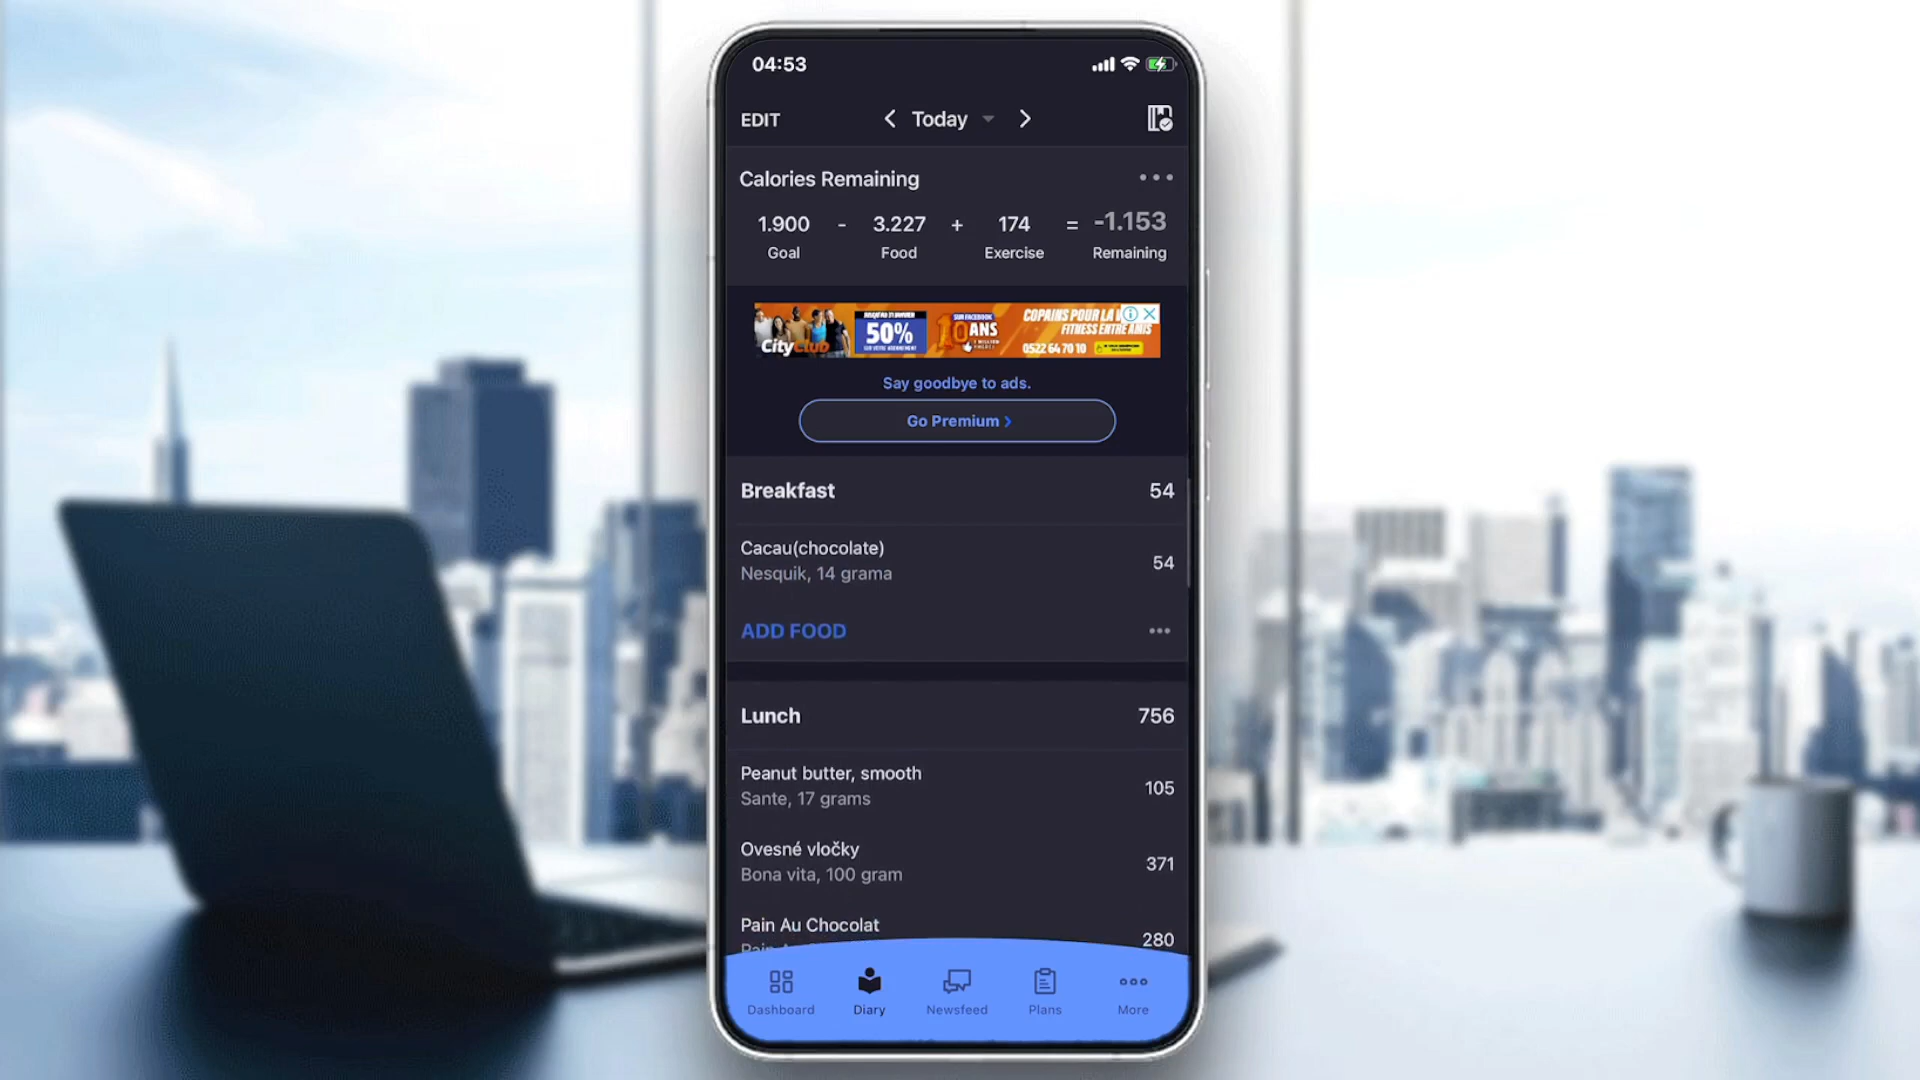 04:53
EDIT
Today
Calories Remaining
1.900 - 3.227 + 174 = -1.153
Goal Food Exercise Remaining
CityClub
50%
SUR FACEBOOK
10 ANS
COPAINS POUR LA
FITNESS ENTRE AMIS
0522 64 70 10
Say goodbye to ads.
Go Premium
Breakfast 54
Cacau(chocolate)
Nesquik, 14 grama
54
ADD FOOD
Lunch 756
Peanut butter, smooth
Sante, 17 grams
105
Ovesné vločky
Bona vita, 100 gram
371
Pain Au Chocolat
280
Dashboard Diary Newsfeed Plans More